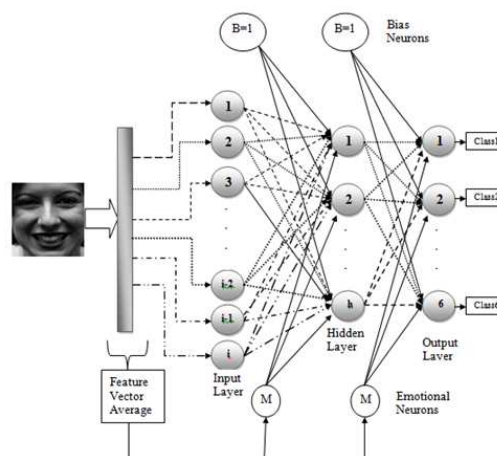 B=1
B=1
Bias
Neurons
1
2
3
i-2
i-1
i
1
2
h
1
2
6
Class1
Class2
Class6
Input
Layer
Hidden
Layer
Output
Layer
Feature
Vector
Average
M
M
Emotional
Neurons